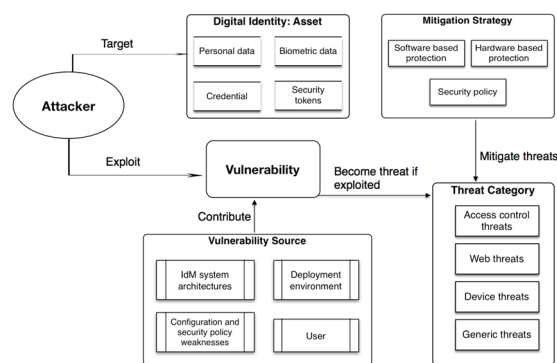 Digital Identity: Asset
Personal data
Biometric data
Credential
Security
tokens
Mitigation Strategy
Software based
protection
Hardware based
protection
Security policy
Target
Attacker
Exploit
Vulnerability
Become threat if
exploited
Mitigate threats
Contribute
Vulnerability Source
IdM system
architectures
Deployment
environment
Configuration and
security policy
weaknesses
User
Threat Category
Access control
threats
Web threats
Device threats
Generic threats